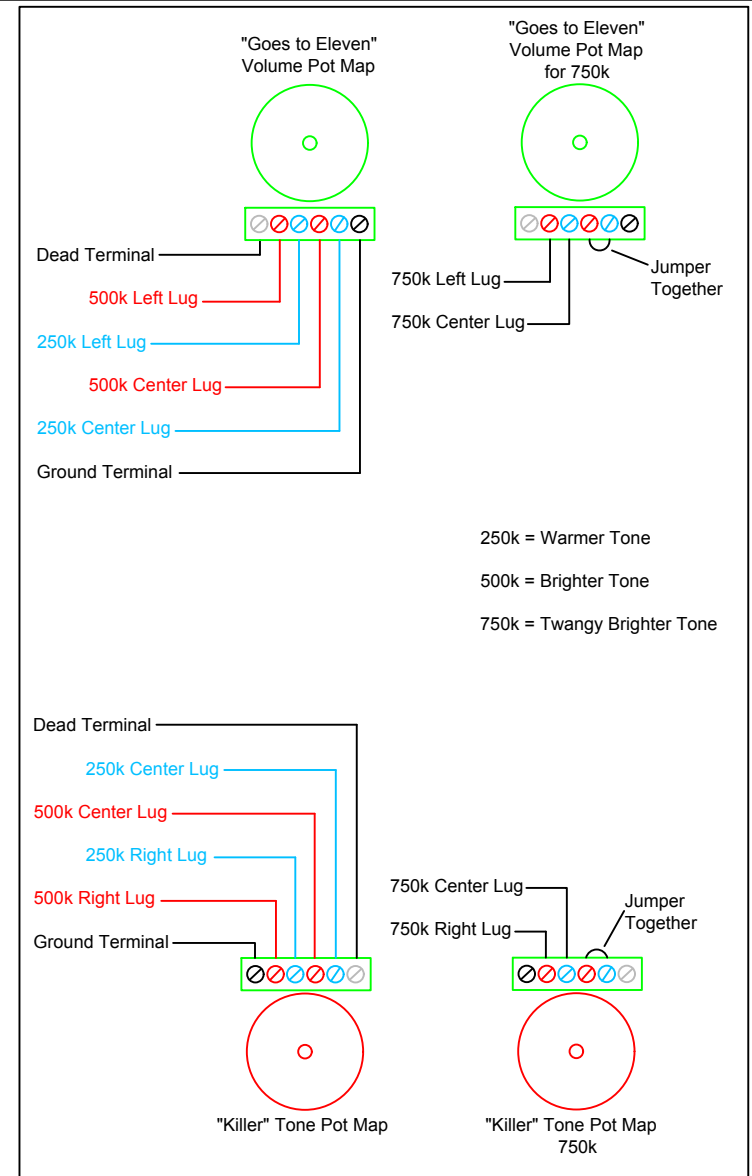 "Goes to Eleven"
Volume Pot Map
"Goes to Eleven"
Volume Pot Map
for 750k
Dead Terminal
500k Left Lug
250k Left Lug
500k Center Lug
250k Center Lug
Ground Terminal
750k Left Lug
750k Center Lug
Jumper
Together
250k = Warmer Tone
500k = Brighter Tone
750k = Twangy Brighter Tone
Dead Terminal
250k Center Lug
500k Center Lug
250k Right Lug
500k Right Lug
Ground Terminal
750k Center Lug
750k Right Lug
Jumper
Together
"Killer" Tone Pot Map
"Killer" Tone Pot Map
750k